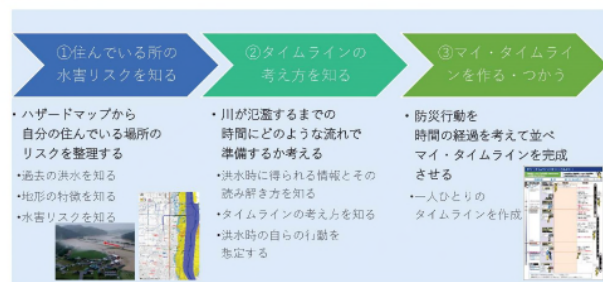 ①住んでいる所の
水害リスクを知る
②タイムラインの
考え方を知る
③マイ・タイムライ
ンを作る・つかう
• ハザードマップから
自分の住んでいる場所の
リスクを整理する
•過去の洪水を知る
•地形の特徴を知る
•水害リスクを知る
• 川が氾濫するまでの
時間にどのような流れで
準備するか考える
•洪水時に得られる情報とその
読み解き方を知る
•タイムラインの考え方を知る
•洪水時の自らの行動を
想定する
• 防災行動を
時間の経過を考えて並べ
マイ・タイムラインを完成
させる
•一人ひとりの
タイムラインを作成